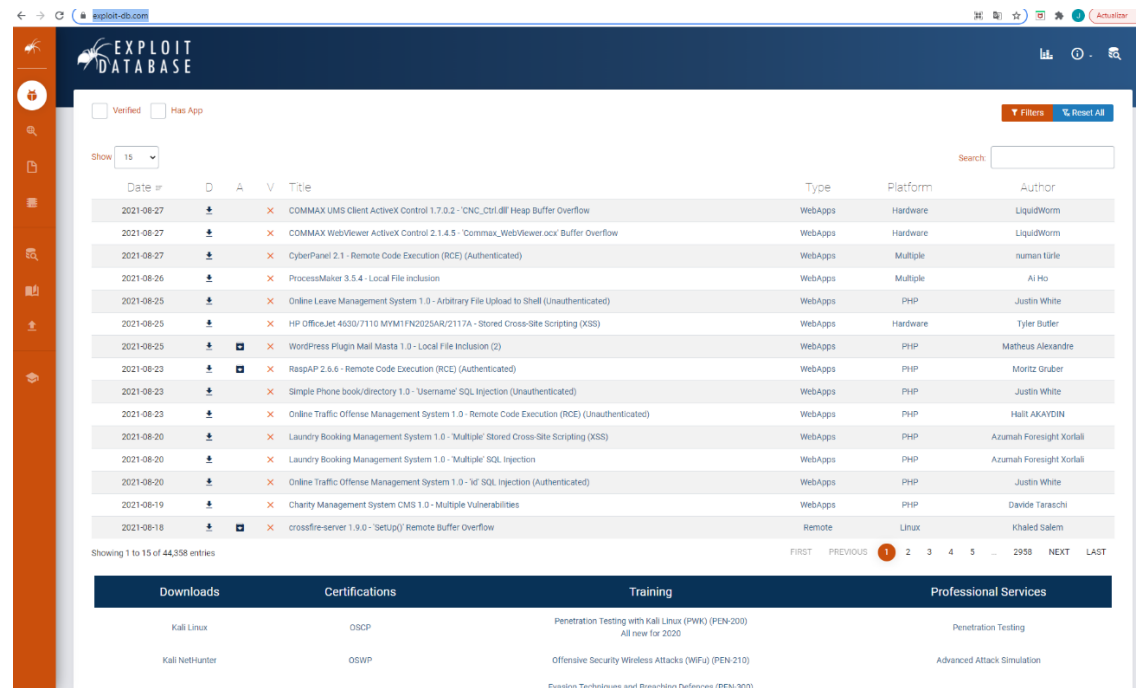 exploit-db.com
Actualizar
EXPLOIT
DATABASE
Verified Has App
Filters Reset All
Show 15
Search:
Date D A V Title Type Platform Author
2021-08-27 COMMAX UMS Client ActiveX Control 1.7.0.2 - 'CNC_Ctrl.dll' Heap Buffer Overflow WebApps Hardware LiquidWorm
2021-08-27 COMMAX WebViewer ActiveX Control 2.1.4.5 - 'Commax_WebViewer.ocx' Buffer Overflow WebApps Hardware LiquidWorm
2021-08-27 CyberPanel 2.1 - Remote Code Execution (RCE) (Authenticated) WebApps Multiple numan türle
2021-08-26 ProcessMaker 3.5.4 - Local File inclusion WebApps Multiple Ai Ho
2021-08-25 Online Leave Management System 1.0 - Arbitrary File Upload to Shell (Unauthenticated) WebApps PHP Justin White
2021-08-25 HP OfficeJet 4630/7110 MYM1FN2025AR/2117A - Stored Cross-Site Scripting (XSS) WebApps Hardware Tyler Butler
2021-08-25 WordPress Plugin Mail Masta 1.0 - Local File Inclusion (2) WebApps PHP Matheus Alexandre
2021-08-23 RaspAP 2.6.6 - Remote Code Execution (RCE) (Authenticated) WebApps PHP Moritz Gruber
2021-08-23 Simple Phone book/directory 1.0 - 'Username' SQL Injection (Unauthenticated) WebApps PHP Justin White
2021-08-23 Online Traffic Offense Management System 1.0 - Remote Code Execution (RCE) (Unauthenticated) WebApps PHP Halit AKAYDIN
2021-08-20 Laundry Booking Management System 1.0 - 'Multiple' Stored Cross-Site Scripting (XSS) WebApps PHP Azumah Foresight Xorlali
2021-08-20 Laundry Booking Management System 1.0 - 'Multiple' SQL Injection WebApps PHP Azumah Foresight Xorlali
2021-08-20 Online Traffic Offense Management System 1.0 - 'id' SQL Injection (Authenticated) WebApps PHP Justin White
2021-08-19 Charity Management System CMS 1.0 - Multiple Vulnerabilities WebApps PHP Davide Taraschi
2021-08-18 crossfire-server 1.9.0 - 'SetUp()' Remote Buffer Overflow Remote Linux Khaled Salem
Showing 1 to 15 of 44,358 entries FIRST PREVIOUS 1 2 3 4 5 ... 2958 NEXT LAST
Downloads Certifications Training Professional Services
Kali Linux OSCP Penetration Testing with Kali Linux (PWK) (PEN-200) Penetration Testing
All new for 2020
Kali NetHunter OSWP Offensive Security Wireless Attacks (WiFu) (PEN-210) Advanced Attack Simulation
Evasion Techniques and Breaching Defences (PEN-300)